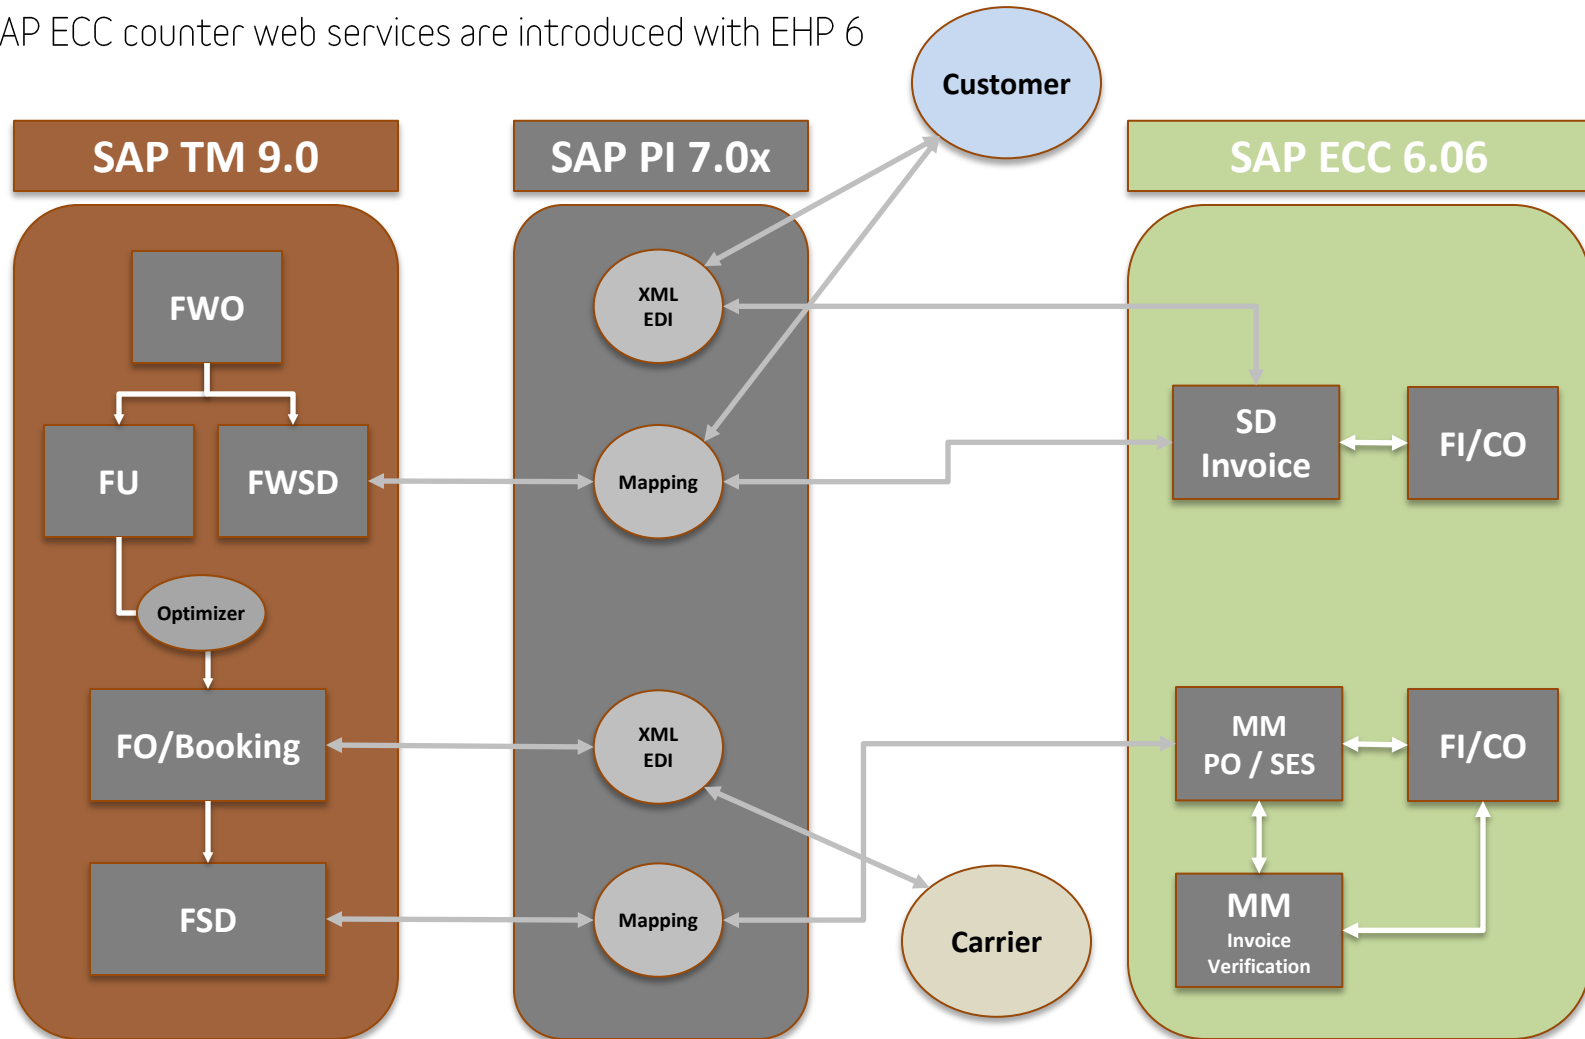 AP ECC counter web services are introduced with EHP 6
Customer
SAP TM 9.0
SAP PI 7.0x
SAP ECC 6.06
FWO
XML
EDI
SD
Invoice
FI/CO
FU
FWSD
Mapping
Optimizer
FO/Booking
XML
EDI
MM
PO / SES
FI/CO
FSD
Mapping
Carrier
MM
Invoice
Verification